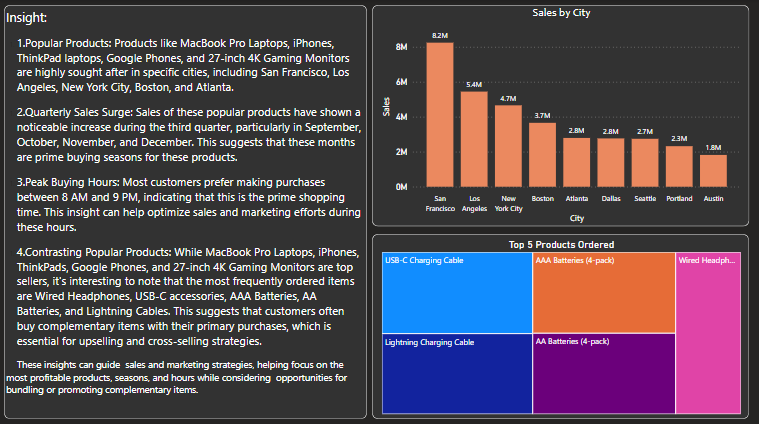 Insight:
1.Popular Products: Products like MacBook Pro Laptops, iPhones,
ThinkPad laptops, Google Phones, and 27-inch 4K Gaming Monitors
are highly sought after in specific cities, including San Francisco, Los
Angeles, New York City, Boston, and Atlanta.
2.Quarterly Sales Surge: Sales of these popular products have shown a
noticeable increase during the third quarter, particularly in September,
October, November, and December. This suggests that these months
are prime buying seasons for these products.
3.Peak Buying Hours: Most customers prefer making purchases
between 8 AM and 9 PM, indicating that this is the prime shopping
time. This insight can help optimize sales and marketing efforts during
these hours.
4.Contrasting Popular Products: While MacBook Pro Laptops, iPhones,
ThinkPads, Google Phones, and 27-inch 4K Gaming Monitors are top
sellers, it's interesting to note that the most frequently ordered items
are Wired Headphones, USB-C accessories, AAA Batteries, AA
Batteries, and Lightning Cables. This suggests that customers often
buy complementary items with their primary purchases, which is
essential for upselling and cross-selling strategies.
These insights can guide sales and marketing strategies, helping focus on the
most profitable products, seasons, and hours while considering opportunities for
bundling or promoting complementary items.
Sales by City
Sales
8M
6M
4M
2M
0M
8.2M
5.4M
4.7M
3.7M
2.8M
2.8M
2.7M
2.3M
1.8M
San
Francisco
Los
Angeles
New
York City
Boston
Atlanta
Dallas
Seattle
Portland
Austin
City
Top 5 Products Ordered
USB-C Charging Cable
AAA Batteries (4-pack)
Wired Headph...
Lightning Charging Cable
AA Batteries (4-pack)